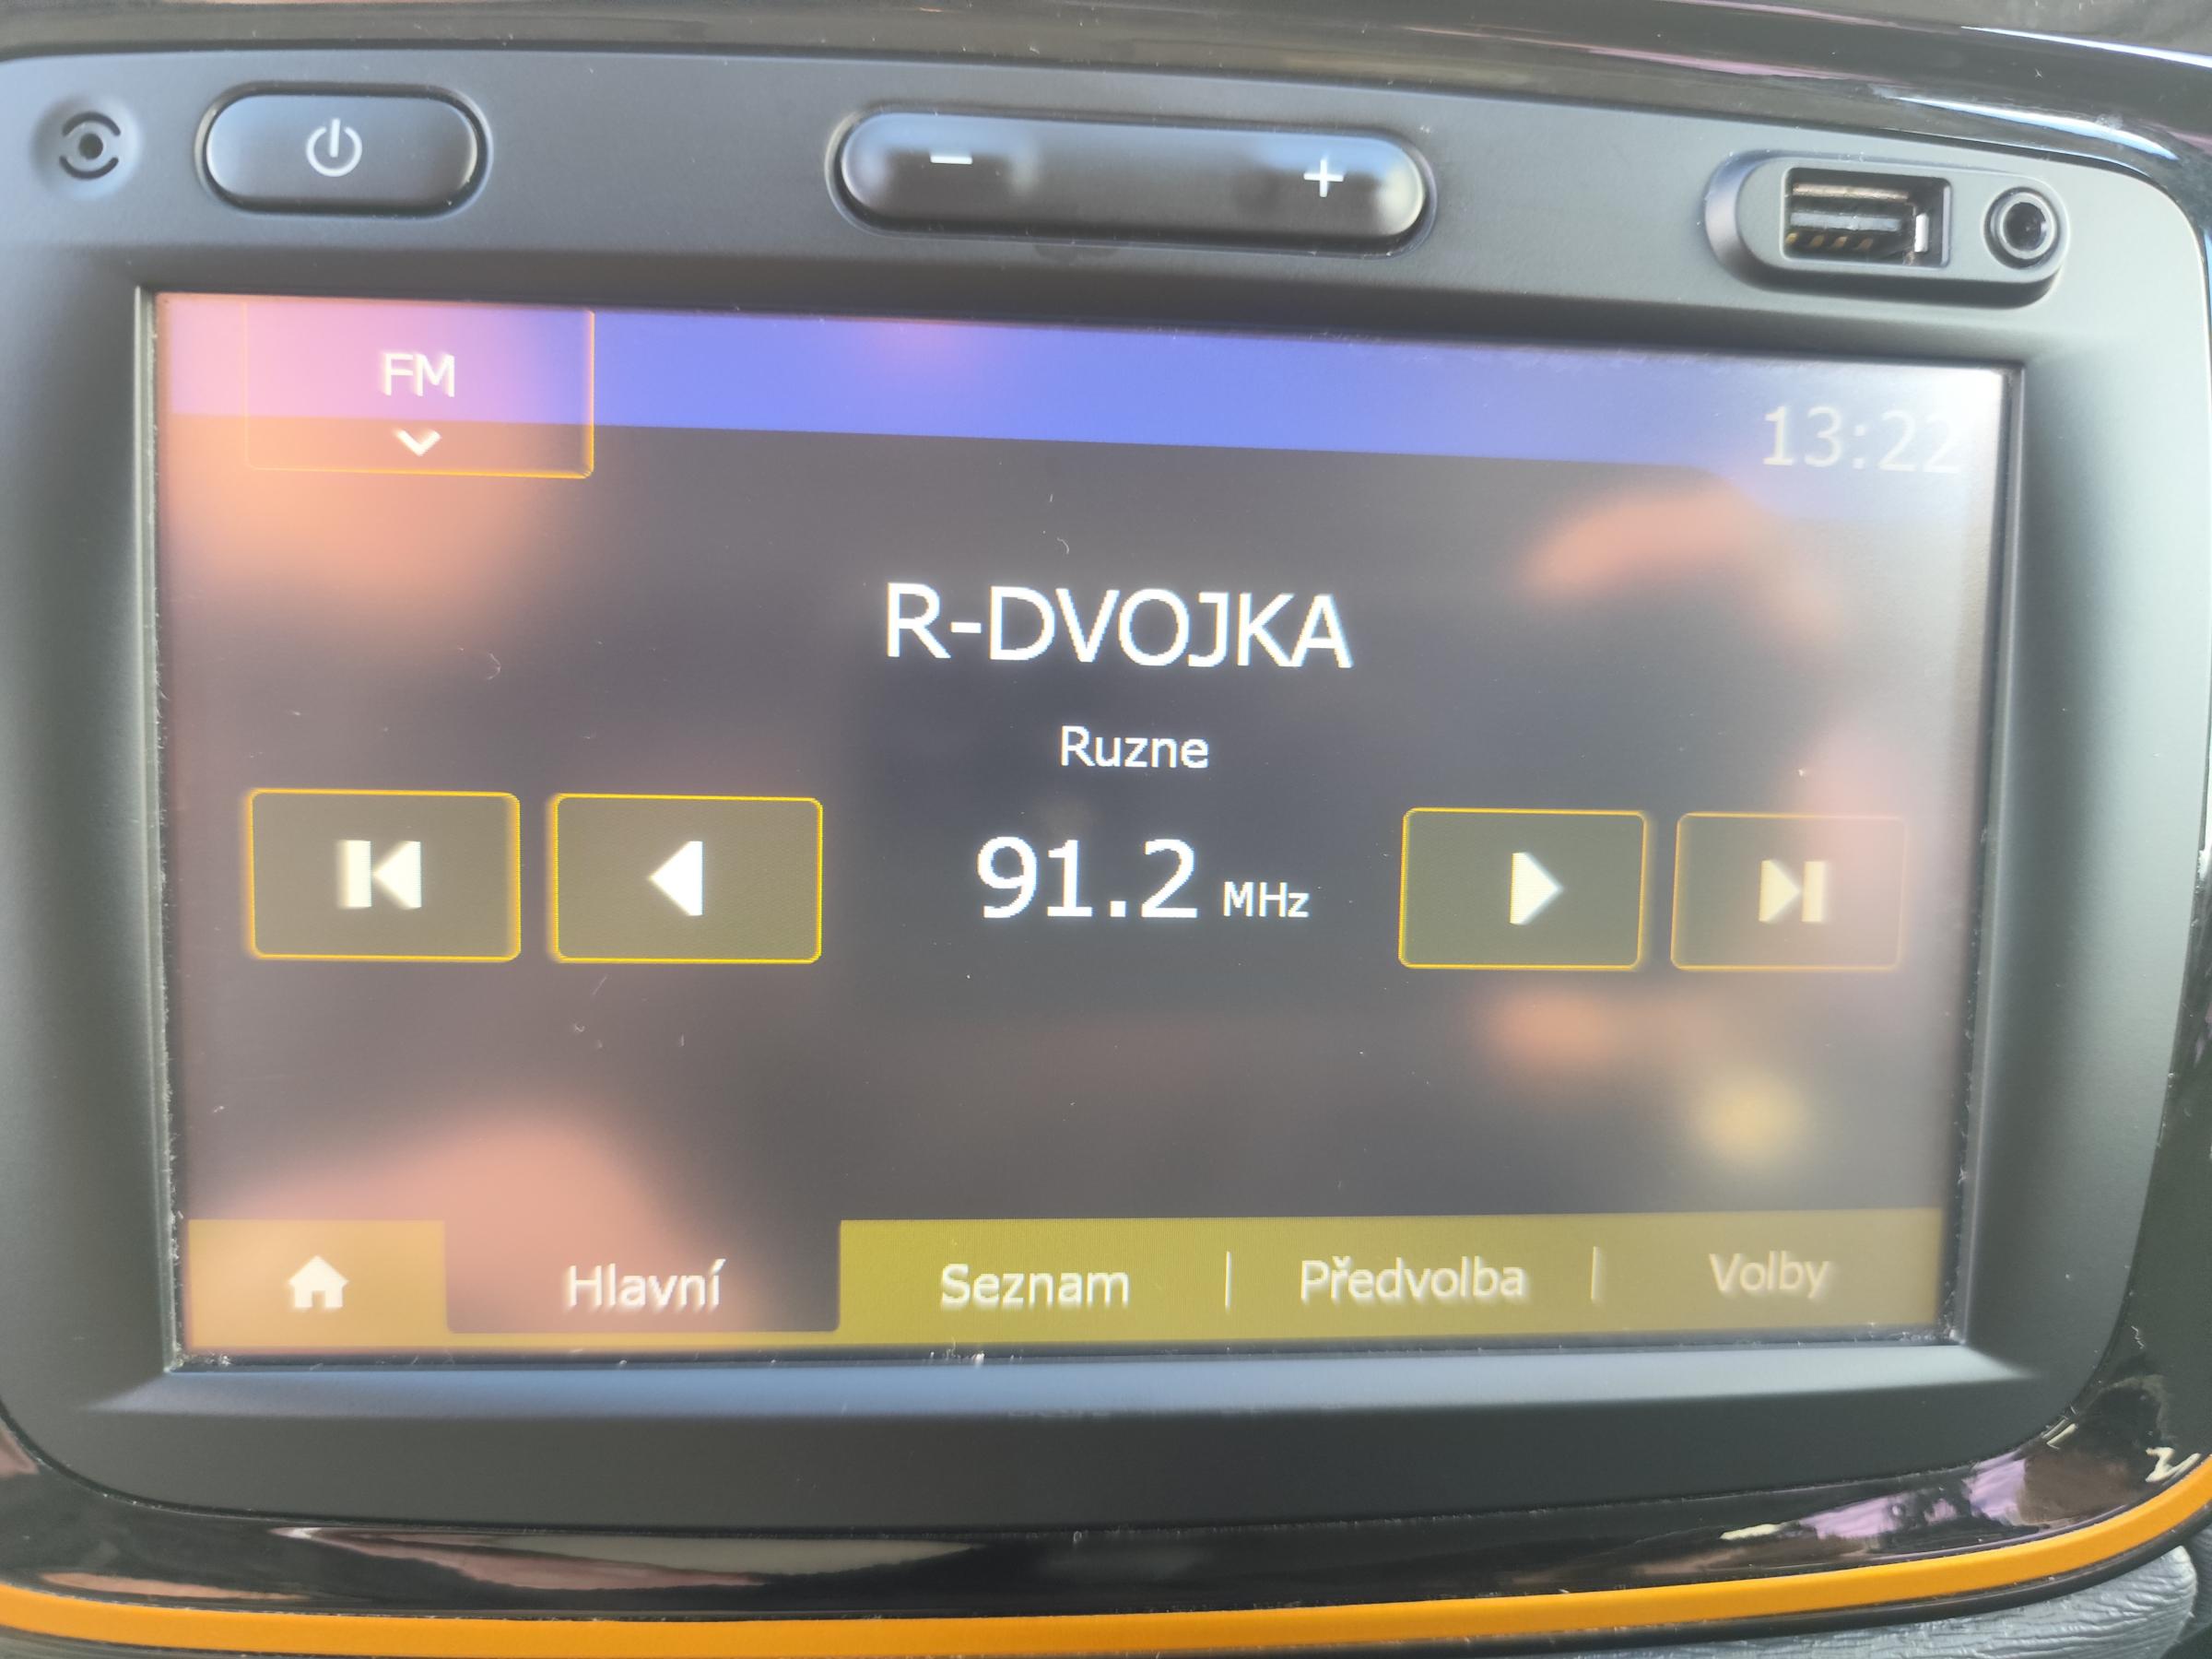 FM
13:22
R-DVOJKA
Ruzne
91.2 MHz
Hlavní
Seznam
Předvolba
Volby